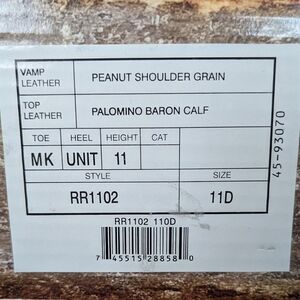 VAMP LEATHER PEANUT SHOULDER GRAIN
TOP LEATHER PALOMINO BARON CALF
TOE HEEL HEIGHT CAT
MK UNIT 11
STYLE SIZE
RR1102 11D
45-93070
RR1102 110D
7 45515 28858 0